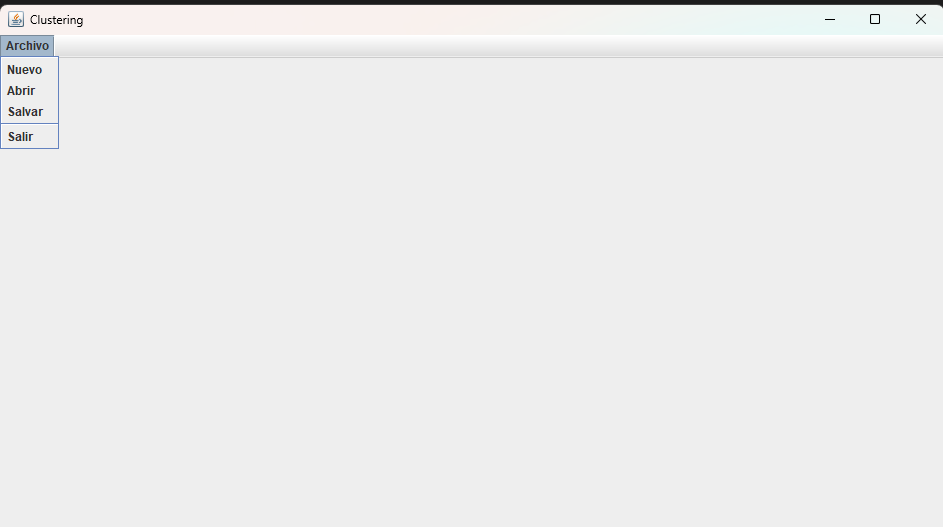 Clustering
Archivo
Nuevo
Abrir
Salvar
Salir